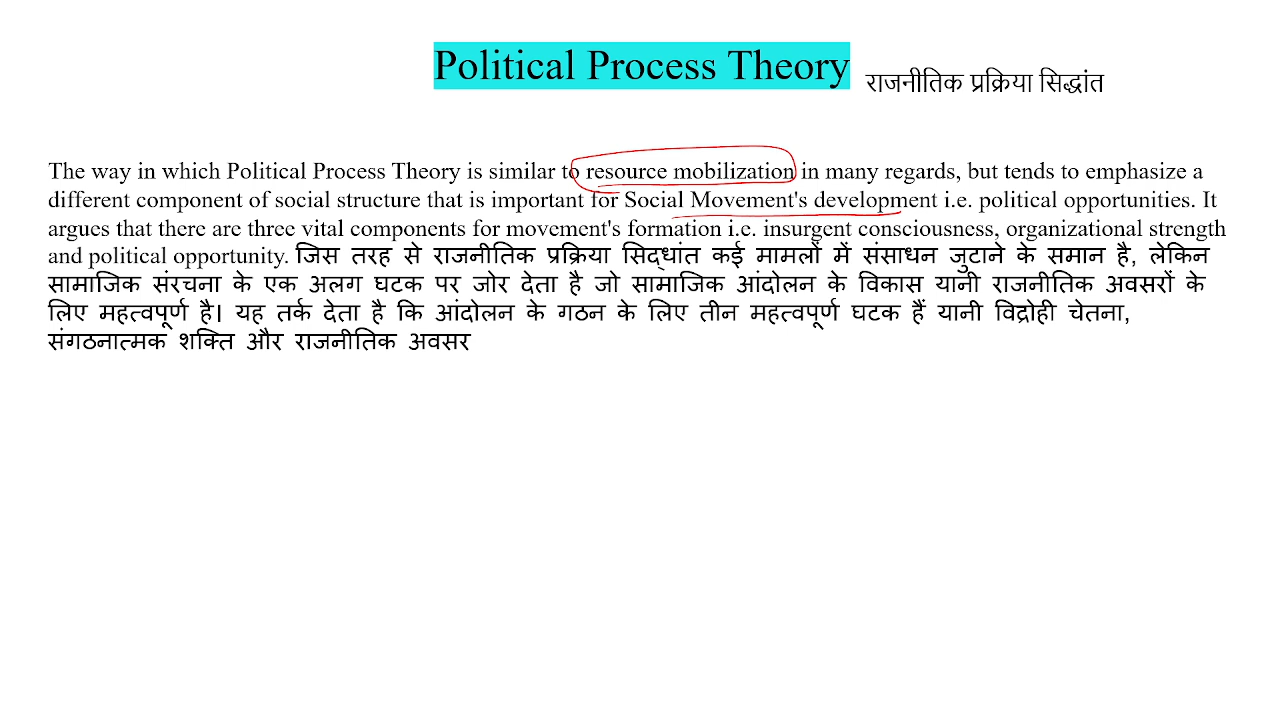 Political Process Theory राजनीतिक प्रक्रिया सिद्धांत
The way in which Political Process Theory is similar to resource mobilization in many regards, but tends to emphasize a
different component of social structure that is important for Social Movement's development i.e. political opportunities. It
argues that there are three vital components for movement's formation i.e. insurgent consciousness, organizational strength
and political opportunity. जिस तरह से राजनीतिक प्रक्रिया सिद्धांत कई मामलों में संसाधन जुटाने के समान है, लेकिन
सामाजिक संरचना के एक अलग घटक पर जोर देता है जो सामाजिक आंदोलन के विकास यानी राजनीतिक अवसरों के
लिए महत्वपूर्ण है। यह तर्क देता है कि आंदोलन के गठन के लिए तीन महत्वपूर्ण घटक हैं यानी विद्रोही चेतना,
संगठनात्मक शक्ति और राजनीतिक अवसर